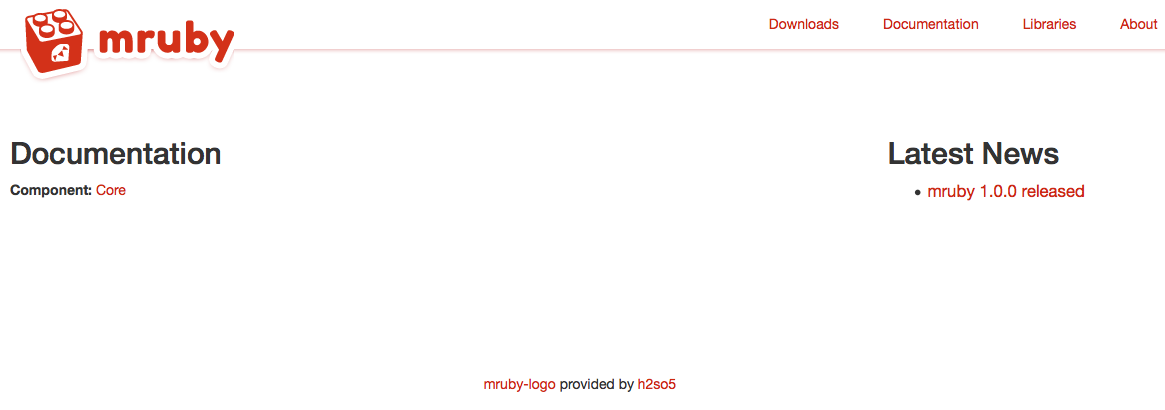 mruby
Downloads Documentation Libraries About
Documentation
Component: Core
Latest News
• mruby 1.0.0 released
mruby-logo provided by h2so5